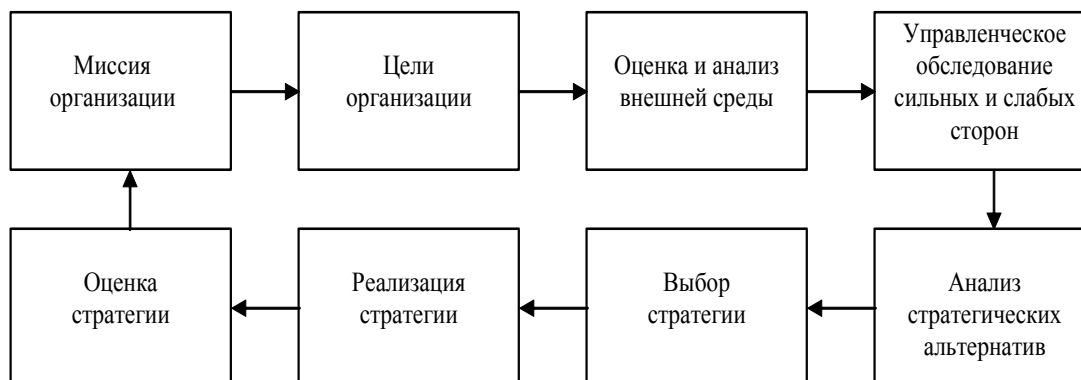 Миссия
организации
Цели
организации
Оценка и анализ
внешней среды
Управленческое
обследование
сильных и слабых
сторон
Оценка
стратегии
Реализация
стратегии
Выбор
стратегии
Анализ
стратегических
альтернатив